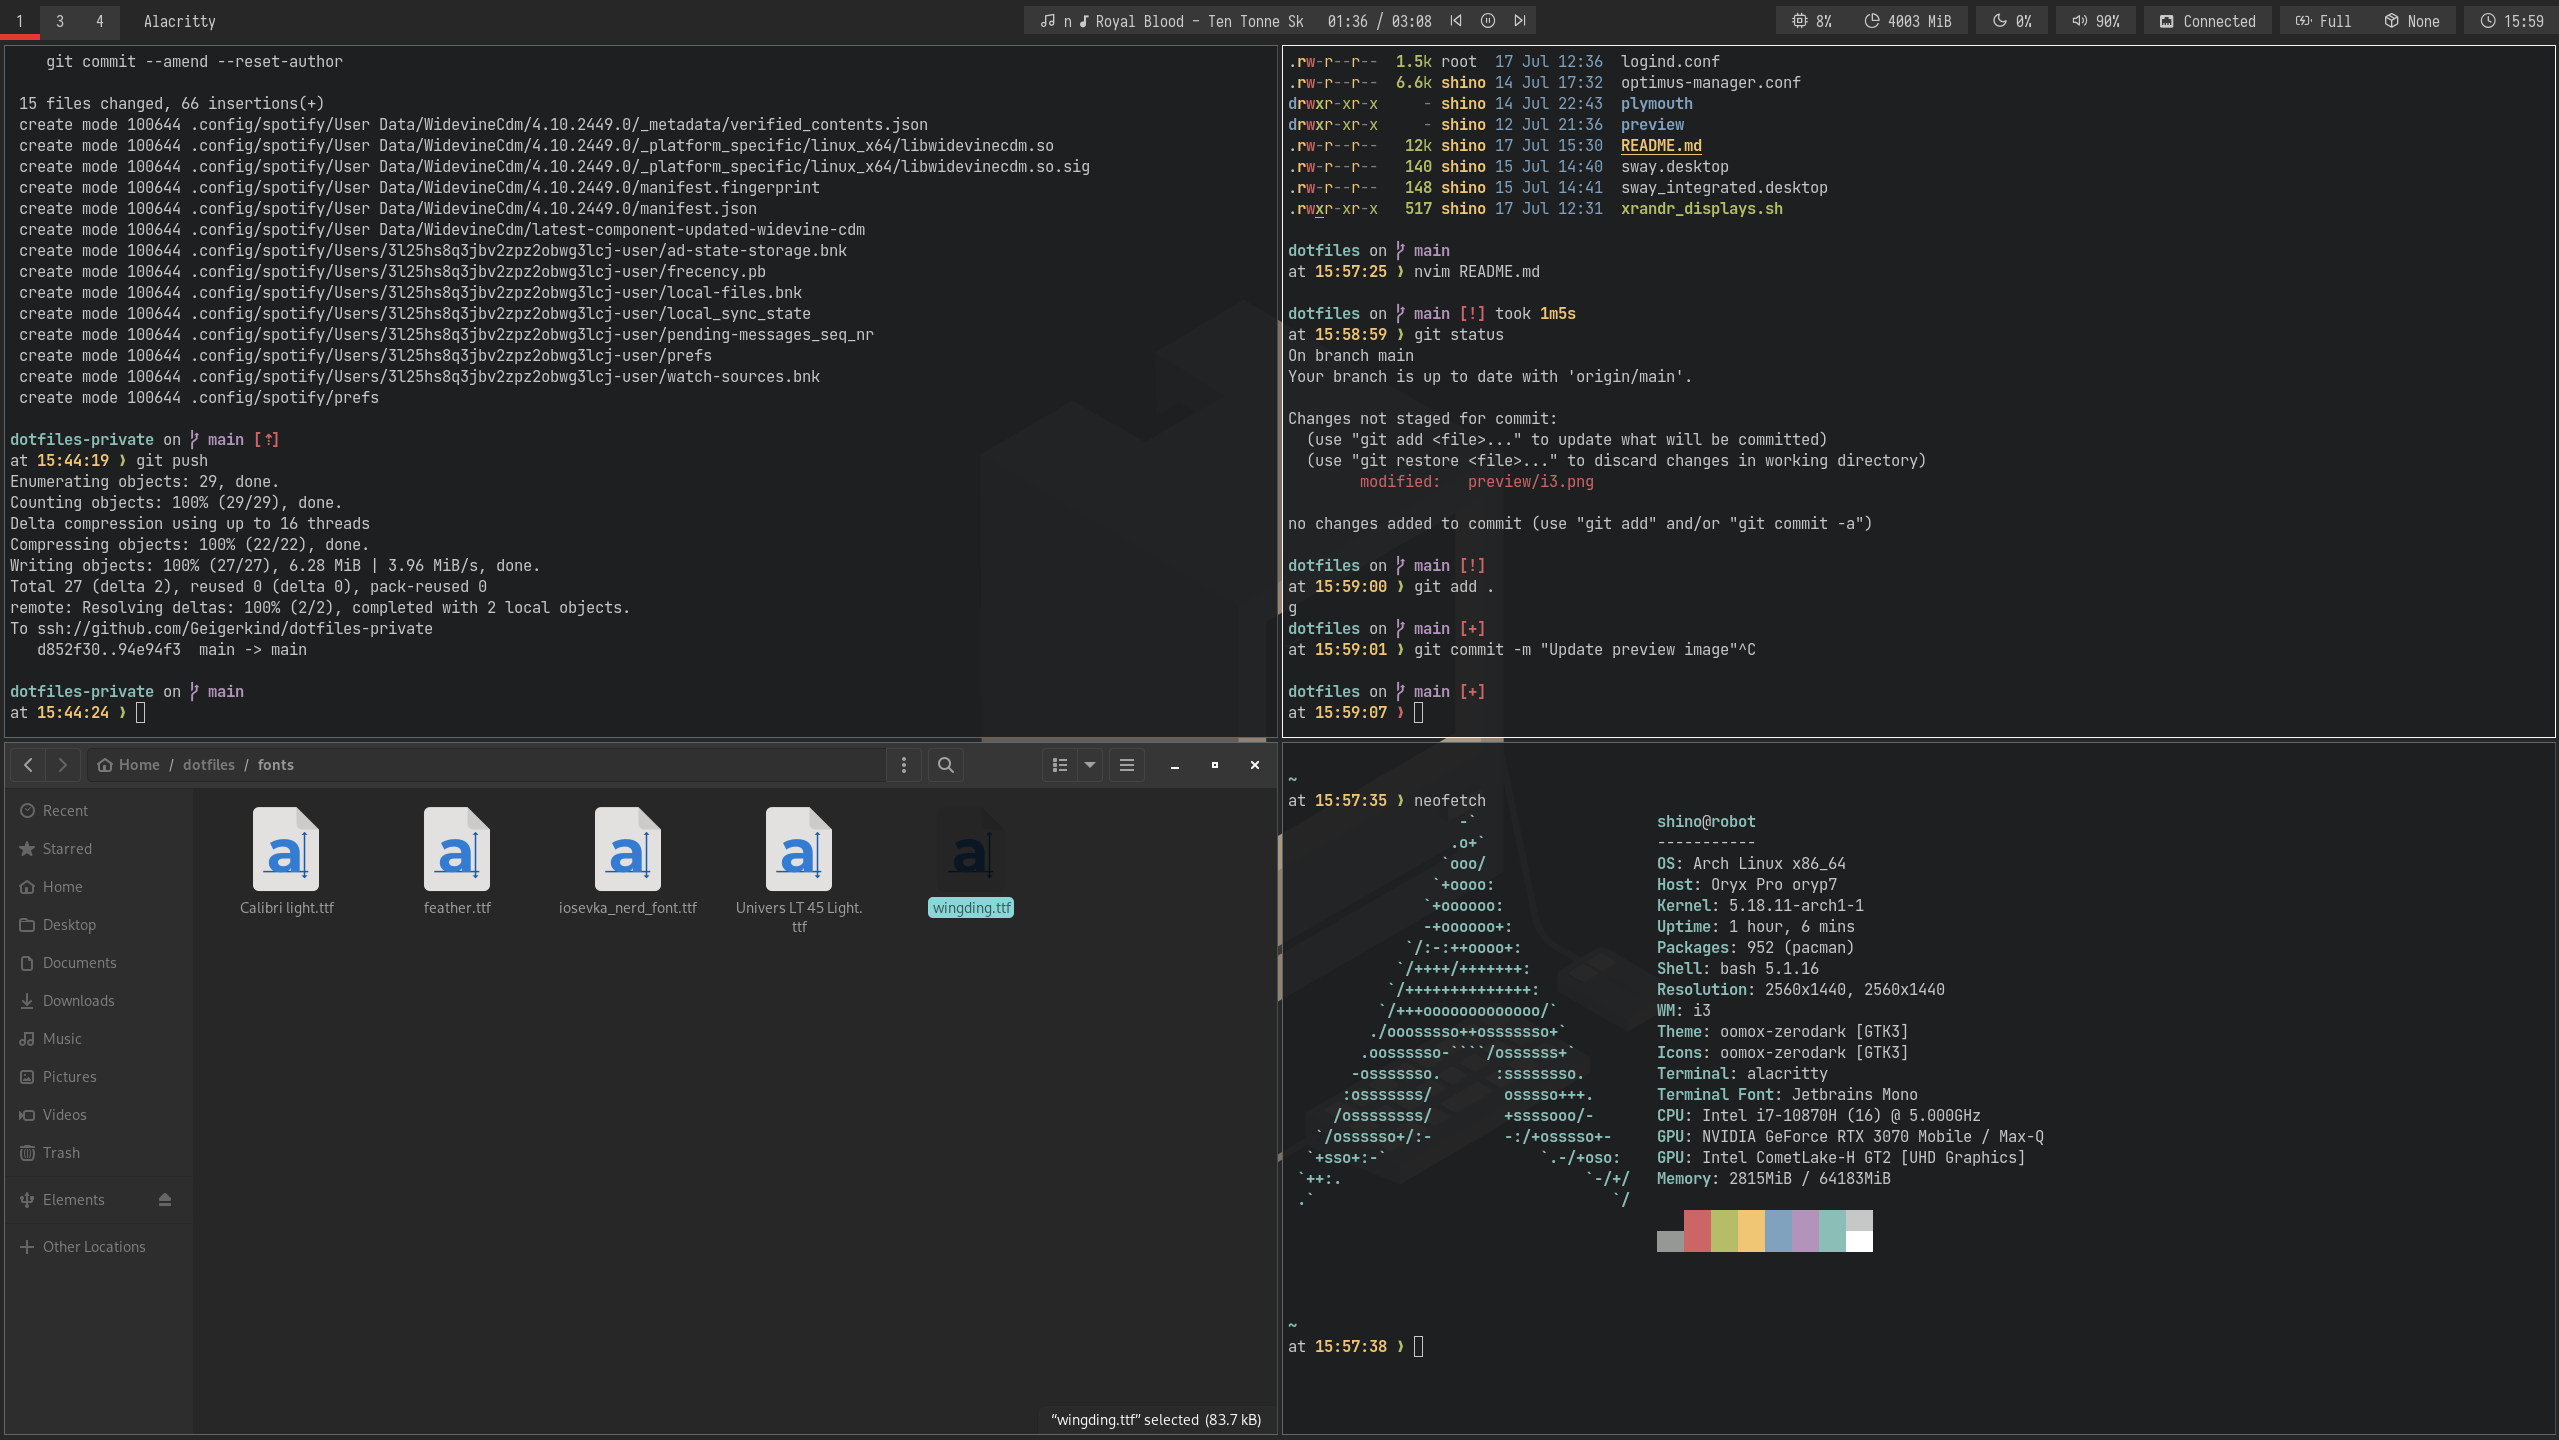 1 3 4 Alacritty
n Royal Blood - Ten Tonne Sk 01:36 / 03:08
8% 4003 MiB 0% 90% Connected Full None 15:59
git commit --amend --reset-author
15 files changed, 66 insertions(+)
create mode 100644 .config/spotify/User Data/WidevineCdm/4.10.2449.0/_metadata/verified_contents.json
create mode 100644 .config/spotify/User Data/WidevineCdm/4.10.2449.0/_platform_specific/linux_x64/libwidevinecdm.so
create mode 100644 .config/spotify/User Data/WidevineCdm/4.10.2449.0/_platform_specific/linux_x64/libwidevinecdm.so.sig
create mode 100644 .config/spotify/User Data/WidevineCdm/4.10.2449.0/manifest.fingerprint
create mode 100644 .config/spotify/User Data/WidevineCdm/4.10.2449.0/manifest.json
create mode 100644 .config/spotify/User Data/WidevineCdm/latest-component-updated-widevine-cdm
create mode 100644 .config/spotify/Users/3l25hs8q3jbv2zpz2obwg3lcj-user/ad-state-storage.bnk
create mode 100644 .config/spotify/Users/3l25hs8q3jbv2zpz2obwg3lcj-user/frecency.pb
create mode 100644 .config/spotify/Users/3l25hs8q3jbv2zpz2obwg3lcj-user/local-files.bnk
create mode 100644 .config/spotify/Users/3l25hs8q3jbv2zpz2obwg3lcj-user/local_sync_state
create mode 100644 .config/spotify/Users/3l25hs8q3jbv2zpz2obwg3lcj-user/pending-messages_seq_nr
create mode 100644 .config/spotify/Users/3l25hs8q3jbv2zpz2obwg3lcj-user/prefs
create mode 100644 .config/spotify/Users/3l25hs8q3jbv2zpz2obwg3lcj-user/watch-sources.bnk
create mode 100644 .config/spotify/prefs
dotfiles-private on main [⇡]
at 15:44:19 ❯ git push
Enumerating objects: 29, done.
Counting objects: 100% (29/29), done.
Delta compression using up to 16 threads
Compressing objects: 100% (22/22), done.
Writing objects: 100% (27/27), 6.28 MiB | 3.96 MiB/s, done.
Total 27 (delta 2), reused 0 (delta 0), pack-reused 0
remote: Resolving deltas: 100% (2/2), completed with 2 local objects.
To ssh://github.com/Geigerkind/dotfiles-private
d852f30..94e94f3 main -> main
dotfiles-private on main
at 15:44:24 ❯
.rw-r--r-- 1.5k root 17 Jul 12:36 logind.conf
.rw-r--r-- 6.6k shino 14 Jul 17:32 optimus-manager.conf
drwxr-xr-x - shino 14 Jul 22:43 plymouth
drwxr-xr-x - shino 12 Jul 21:36 preview
.rw-r--r-- 12k shino 17 Jul 15:30 README.md
.rw-r--r-- 140 shino 15 Jul 14:40 sway.desktop
.rw-r--r-- 148 shino 15 Jul 14:41 sway_integrated.desktop
.rwxr-xr-x 517 shino 17 Jul 12:31 xrandr_displays.sh
dotfiles on main
at 15:57:25 ❯ nvim README.md
dotfiles on main [!] took 1m5s
at 15:58:59 ❯ git status
On branch main
Your branch is up to date with 'origin/main'.
Changes not staged for commit:
(use "git add <file>..." to update what will be committed)
(use "git restore <file>..." to discard changes in working directory)
modified: preview/i3.png
no changes added to commit (use "git add" and/or "git commit -a")
dotfiles on main [!]
at 15:59:00 ❯ git add .
g
dotfiles on main [+]
at 15:59:01 ❯ git commit -m "Update preview image"^C
dotfiles on main [+]
at 15:59:07 ❯
Home / dotfiles / fonts
Recent
Starred
Home
Desktop
Documents
Downloads
Music
Pictures
Videos
Trash
Elements
Other Locations
a a a a a
Calibri light.ttf
feather.ttf
iosevka_nerd_font.ttf
Univers LT 45 Light.
ttf
wingding.ttf
“wingding.ttf” selected (83.7 kB)
~
at 15:57:35 ❯ neofetch
-` shino@robot
.o+` -----------
`ooo/ OS: Arch Linux x86_64
`+oooo: Host: Oryx Pro oryp7
`+oooooo: Kernel: 5.18.11-arch1-1
-+oooooo+: Uptime: 1 hour, 6 mins
`/:-:++oooo+: Packages: 952 (pacman)
`/++++/+++++++: Shell: bash 5.1.16
`/++++++++++++++: Resolution: 2560x1440, 2560x1440
`/+++ooooooooooooo/` WM: i3
./ooosssso++osssssso+` Theme: oomox-zerodark [GTK3]
.oossssso-````/ossssss+` Icons: oomox-zerodark [GTK3]
-osssssso. :ssssssso. Terminal: alacritty
:osssssss/ osssso+++. Terminal Font: Jetbrains Mono
/ossssssss/ +ssssooo/- CPU: Intel i7-10870H (16) @ 5.000GHz
`/ossssso+/:- -:/+osssso+- GPU: NVIDIA GeForce RTX 3070 Mobile / Max-Q
`+sso+:-` `.-/+oso: GPU: Intel CometLake-H GT2 [UHD Graphics]
`++:. `-/+/ Memory: 2815MiB / 64183MiB
.` `/
~
at 15:57:38 ❯